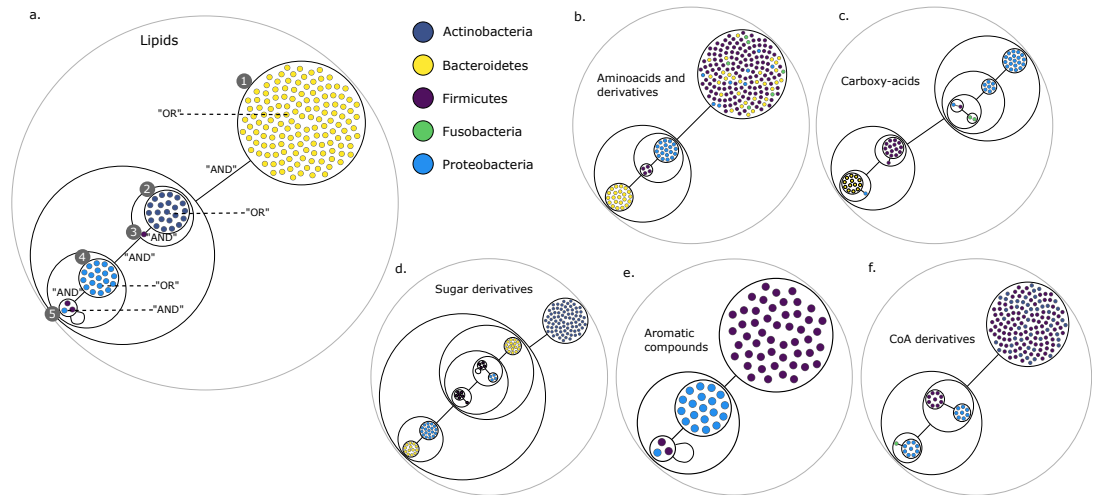 a.
Lipids
1
"OR"
"AND"
2
"OR"
3
"AND"
"AND"
4
"OR"
"AND"
5
"AND"
Actinobacteria
Bacteroidetes
Firmicutes
Fusobacteria
Proteobacteria
b.
Aminoacids and
derivatives
c.
Carboxy-acids
d.
Sugar derivatives
e.
Aromatic
compounds
f.
CoA derivatives